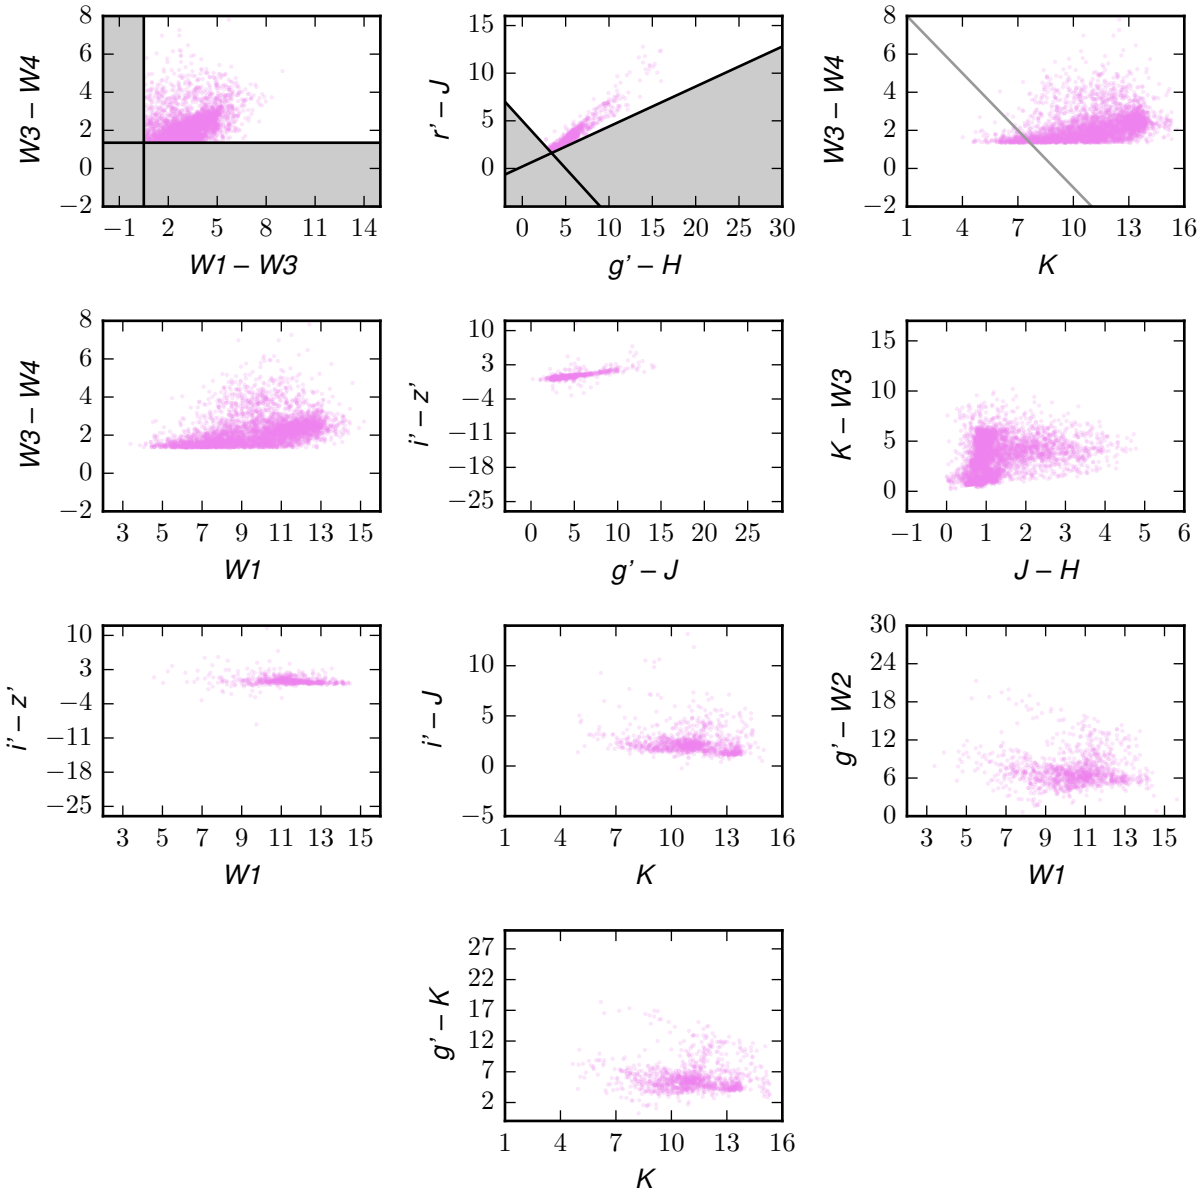 8
6
4
2
0
−2
W3 – W4
−1 2 5 8 11 14
W1 – W3
15
10
5
0
r' – J
0 5 10 15 20 25 30
g' – H
8
6
4
2
0
−2
W3 – W4
1 4 7 10 13 16
K
8
6
4
2
0
−2
W3 – W4
3 5 7 9 11 13 15
W1
10
3
−4
−11
−18
−25
i' – z'
0 5 10 15 20 25
g' – J
15
10
5
0
K – W3
−1 0 1 2 3 4 5 6
J – H
10
3
−4
−11
−18
−25
i' – z'
3 5 7 9 11 13 15
W1
10
5
0
−5
i' – J
1 4 7 10 13 16
K
30
24
18
12
6
0
g' – W2
3 5 7 9 11 13 15
W1
27
22
17
12
7
2
g' – K
1 4 7 10 13 16
K